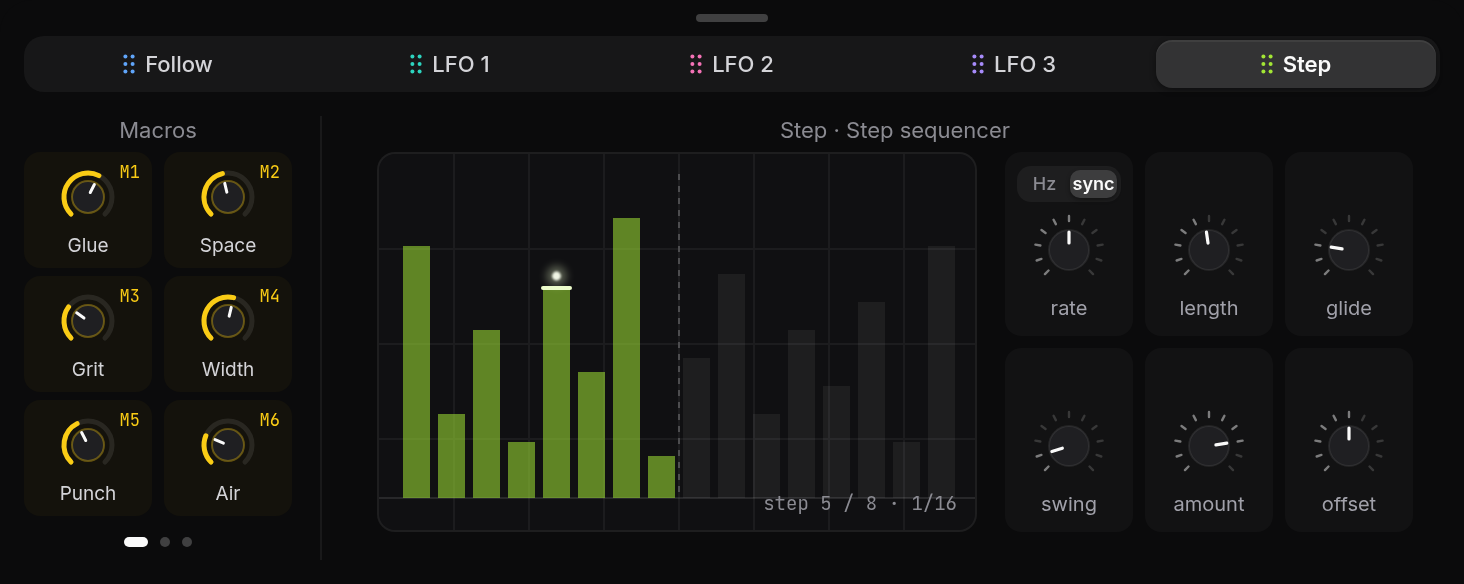 Follow
LFO 1
LFO 2
LFO 3
Step
Macros
M1
Glue
M2
Space
M3
Grit
M4
Width
M5
Punch
M6
Air
Step · Step sequencer
step 5 / 8 · 1/16
Hz sync
rate
length
glide
swing
amount
offset